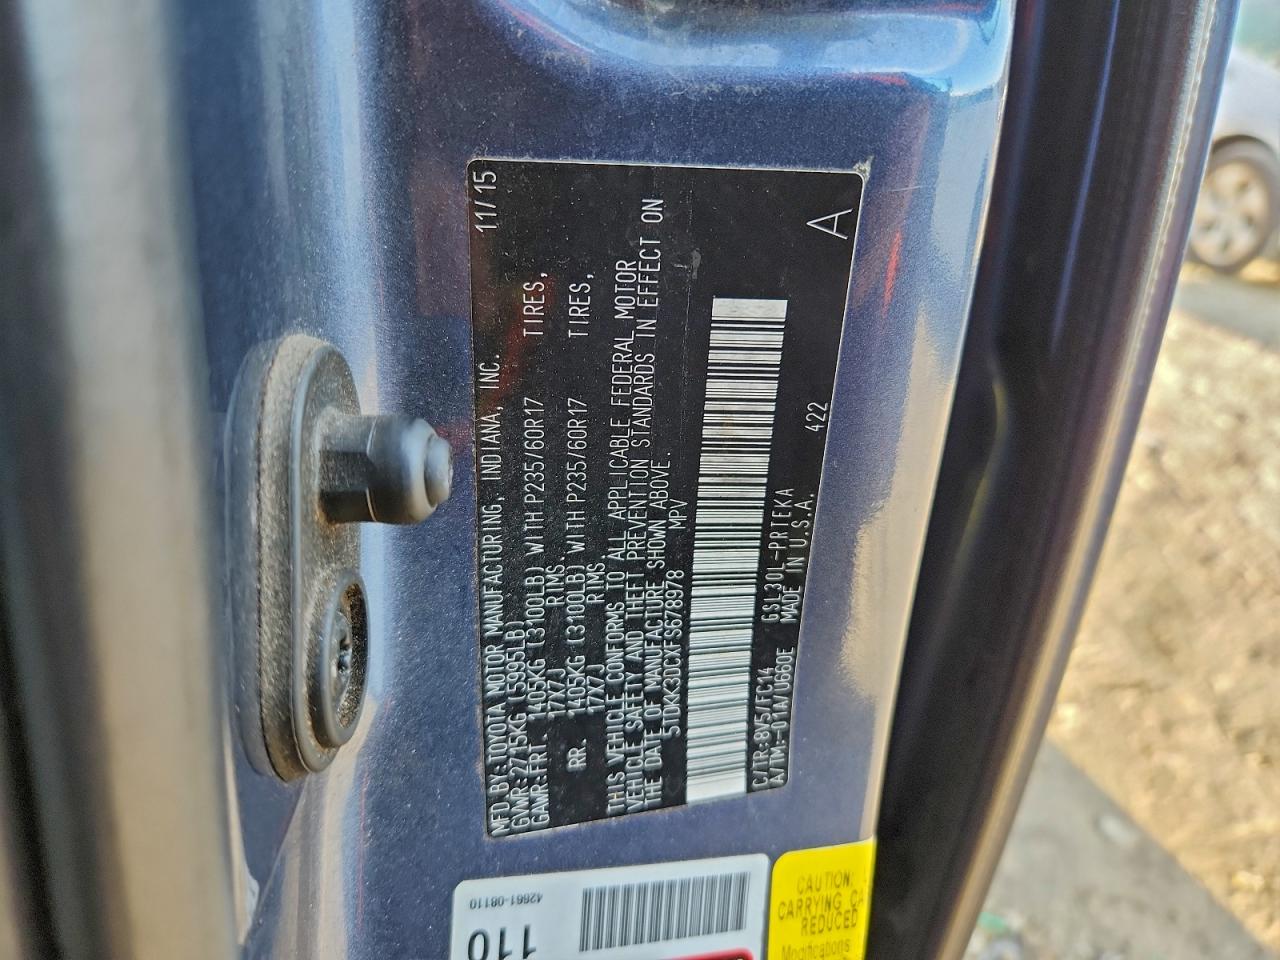 MFD.BY:TOYOTA MOTOR MANUFACTURING, INDIANA, INC. 11/15
GVWR:2715KG (5995LB)
GAWR:FRT. 1405KG (3100LB) WITH P235/60R17 TIRES,
17X7J RIMS.
RR. 1405KG (3100LB) WITH P235/60R17 TIRES,
17X7J RIMS.
THIS VEHICLE CONFORMS TO ALL APPLICABLE FEDERAL MOTOR
VEHICLE SAFETY AND THEFT PREVENTION STANDARDS IN EFFECT ON
THE DATE OF MANUFACTURE SHOWN ABOVE.
5TDKK3DCXFS678978 MPV
C/TR:8V5/FC14 GSL30L-PRTEKA 422
A/TM:-01A/U660E MADE IN U.S.A. A
42661-08110
110
CAUTION:
CARRYING CA
REDUCED
Modifications